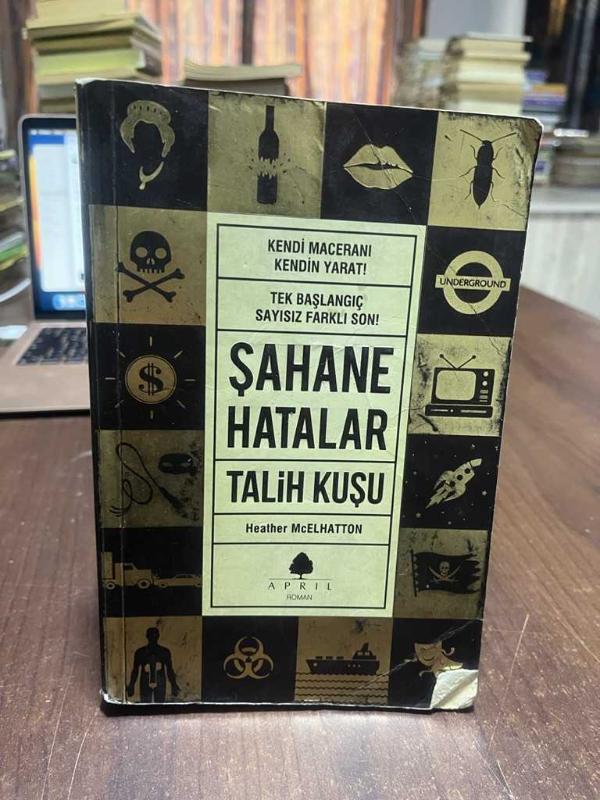 KENDİ MACERANI
KENDİN YARAT!
TEK BAŞLANGIÇ
SAYISIZ FARKLI SON!
ŞAHANE
HATALAR
TALİH KUŞU
Heather McELHATTON
APRIL
ROMAN
UNDERGROUND
$